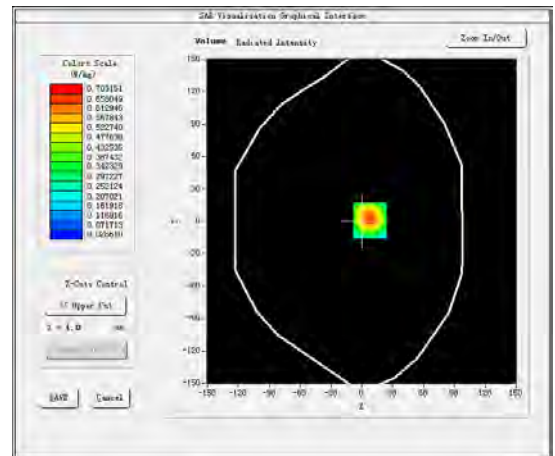 SAR Visualisation Graphical Interface
Volume Radiated Intensity
Zoom In/Out
Colors Scale
(W/kg)
0.703151
0.658049
0.612946
0.567843
0.522740
0.477638
0.432535
0.387432
0.342329
0.297227
0.252124
0.207021
0.161918
0.116816
0.071713
150
120
90
60
30
0
-30
-60
-90
-120
-150
-150 -120 -90 -60 -30 0 30 60 90 120 150
X
Z-Cuts Control
Upper Cut
SAVE
Cancel